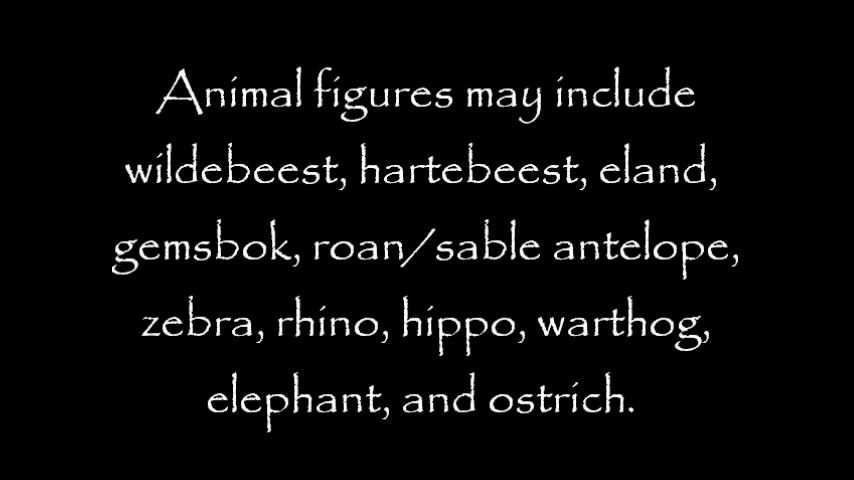 Animal figures may include
wildebeest, hartebeest, eland,
gemsbok, roan/sable antelope,
zebra, rhino, hippo, warthog,
elephant, and ostrich.